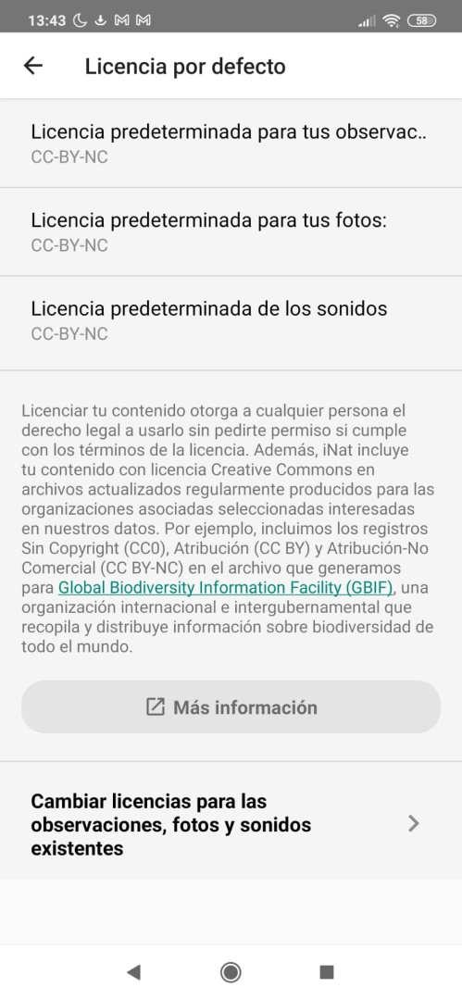 13:43
58
Licencia por defecto
Licencia predeterminada para tus observac..
CC-BY-NC
Licencia predeterminada para tus fotos:
CC-BY-NC
Licencia predeterminada de los sonidos
CC-BY-NC
Licenciar tu contenido otorga a cualquier persona el
derecho legal a usarlo sin pedirte permiso si cumple
con los términos de la licencia. Además, iNat incluye
tu contenido con licencia Creative Commons en
archivos actualizados regularmente producidos para las
organizaciones asociadas seleccionadas interesadas
en nuestros datos. Por ejemplo, incluimos los registros
Sin Copyright (CC0), Atribución (CC BY) y Atribución-No
Comercial (CC BY-NC) en el archivo que generamos
para Global Biodiversity Information Facility (GBIF), una
organización internacional e intergubernamental que
recopila y distribuye información sobre biodiversidad de
todo el mundo.
Más información
Cambiar licencias para las
observaciones, fotos y sonidos
existentes